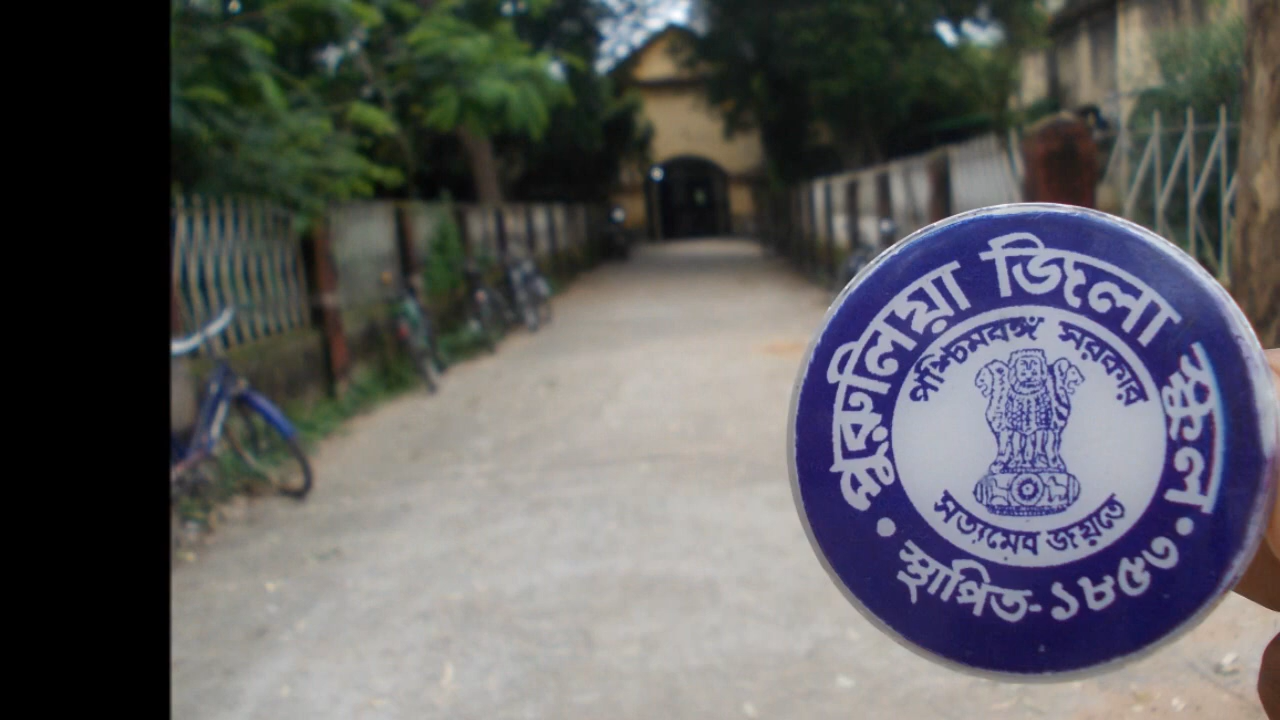 পুরুলিয়া জিলা স্কুল
পশ্চিমবঙ্গ সরকার
সত্যমেব জয়তে
স্থাপিত-১৮৫৩